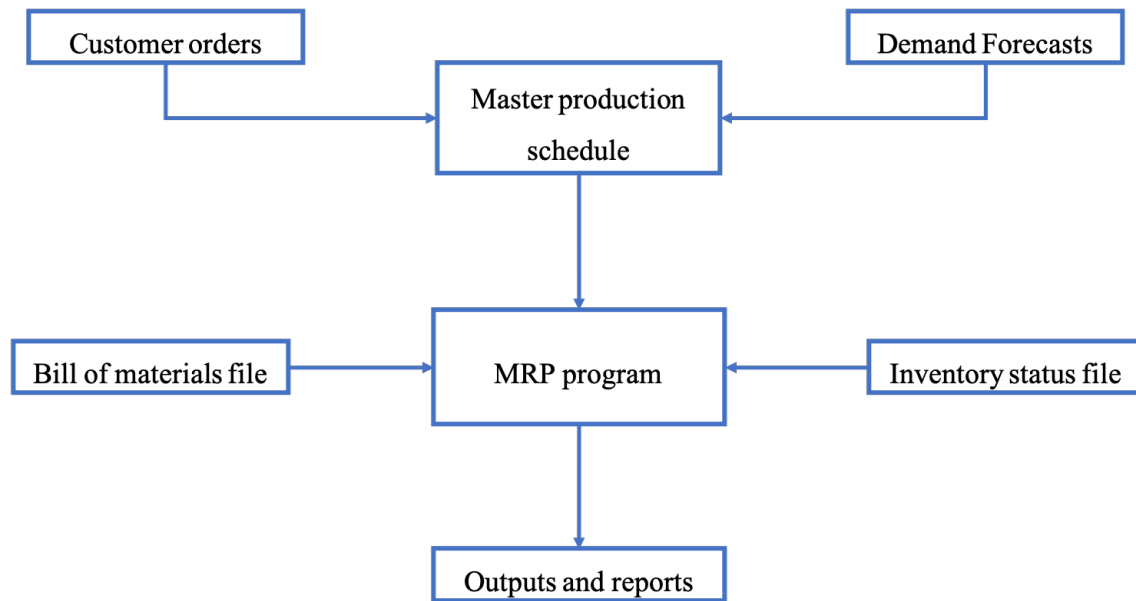 Customer orders
Demand Forecasts
Master production
schedule
Bill of materials file
MRP program
Inventory status file
Outputs and reports